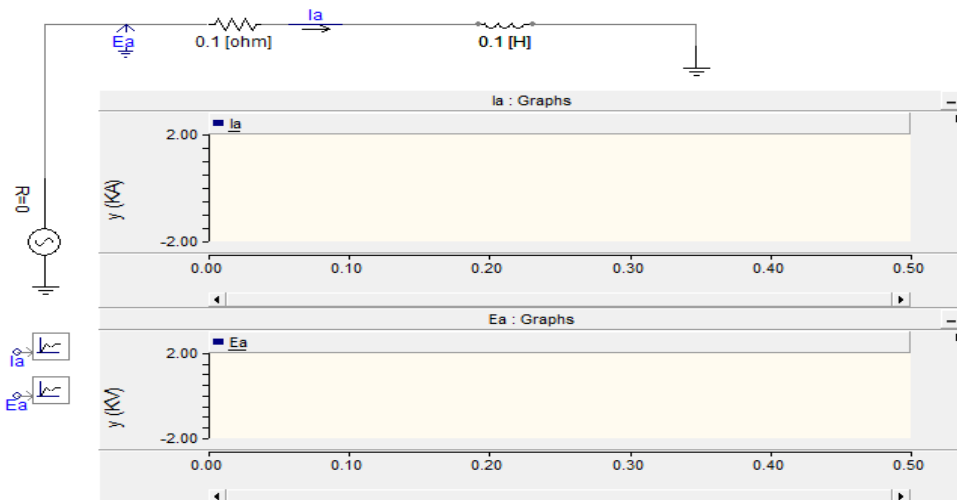 Ia
Ea
0.1 [ohm]
0.1 [H]
R=0
Ia : Graphs
Ia
y (KA)
2.00
-2.00
0.00 0.10 0.20 0.30 0.40 0.50
Ea : Graphs
Ea
y (KV)
2.00
-2.00
0.00 0.10 0.20 0.30 0.40 0.50
Ia
Ea